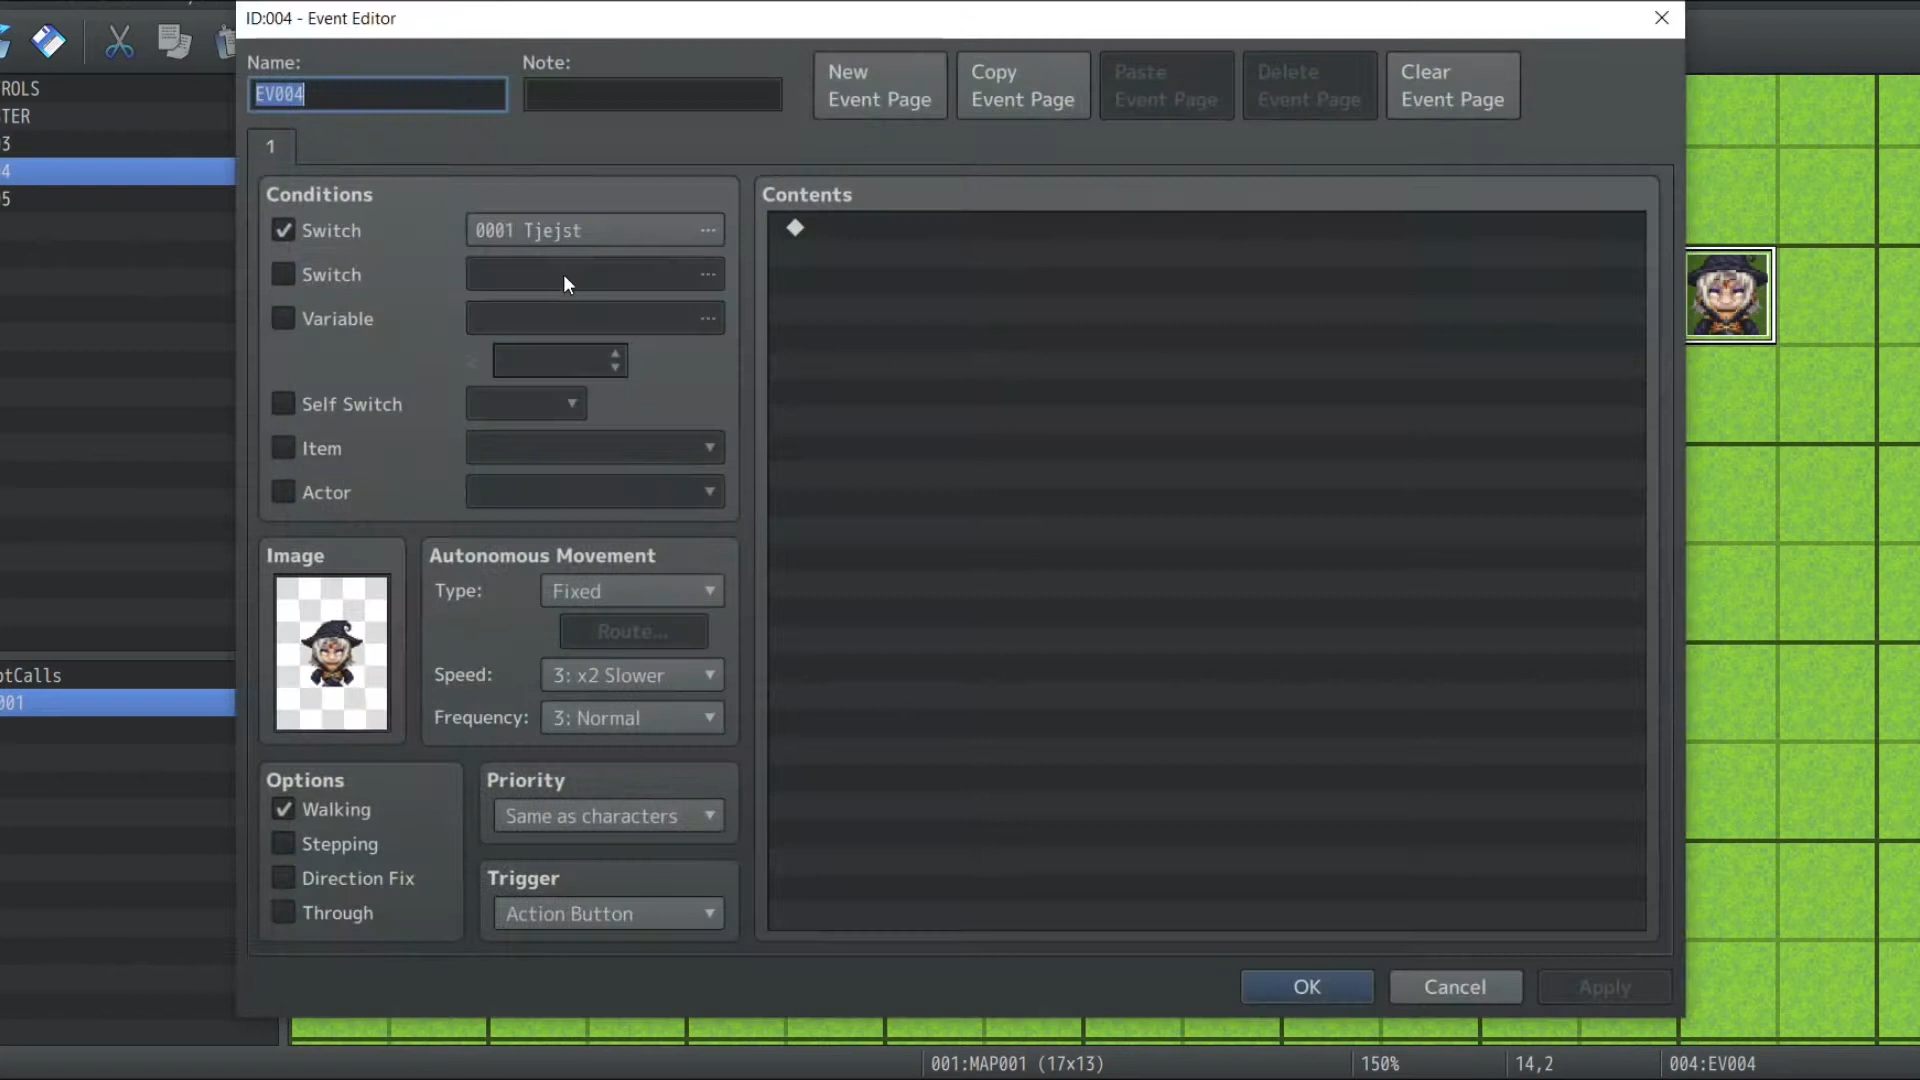 ID:004 - Event Editor
Name:
Note:
EV004
New Event Page
Copy Event Page
Paste Event Page
Delete Event Page
Clear Event Page
ROLS
TER
3
4
5
1
Conditions
Switch
0001 Tjejst
...
Switch
...
Variable
...
≥
Self Switch
Item
Actor
Contents
Image
Autonomous Movement
Type:
Fixed
Route...
Speed:
3: x2 Slower
Frequency:
3: Normal
otCalls
001
Options
Walking
Stepping
Direction Fix
Through
Priority
Same as characters
Trigger
Action Button
OK
Cancel
Apply
001:MAP001 (17x13)
150%
14,2
004:EV004